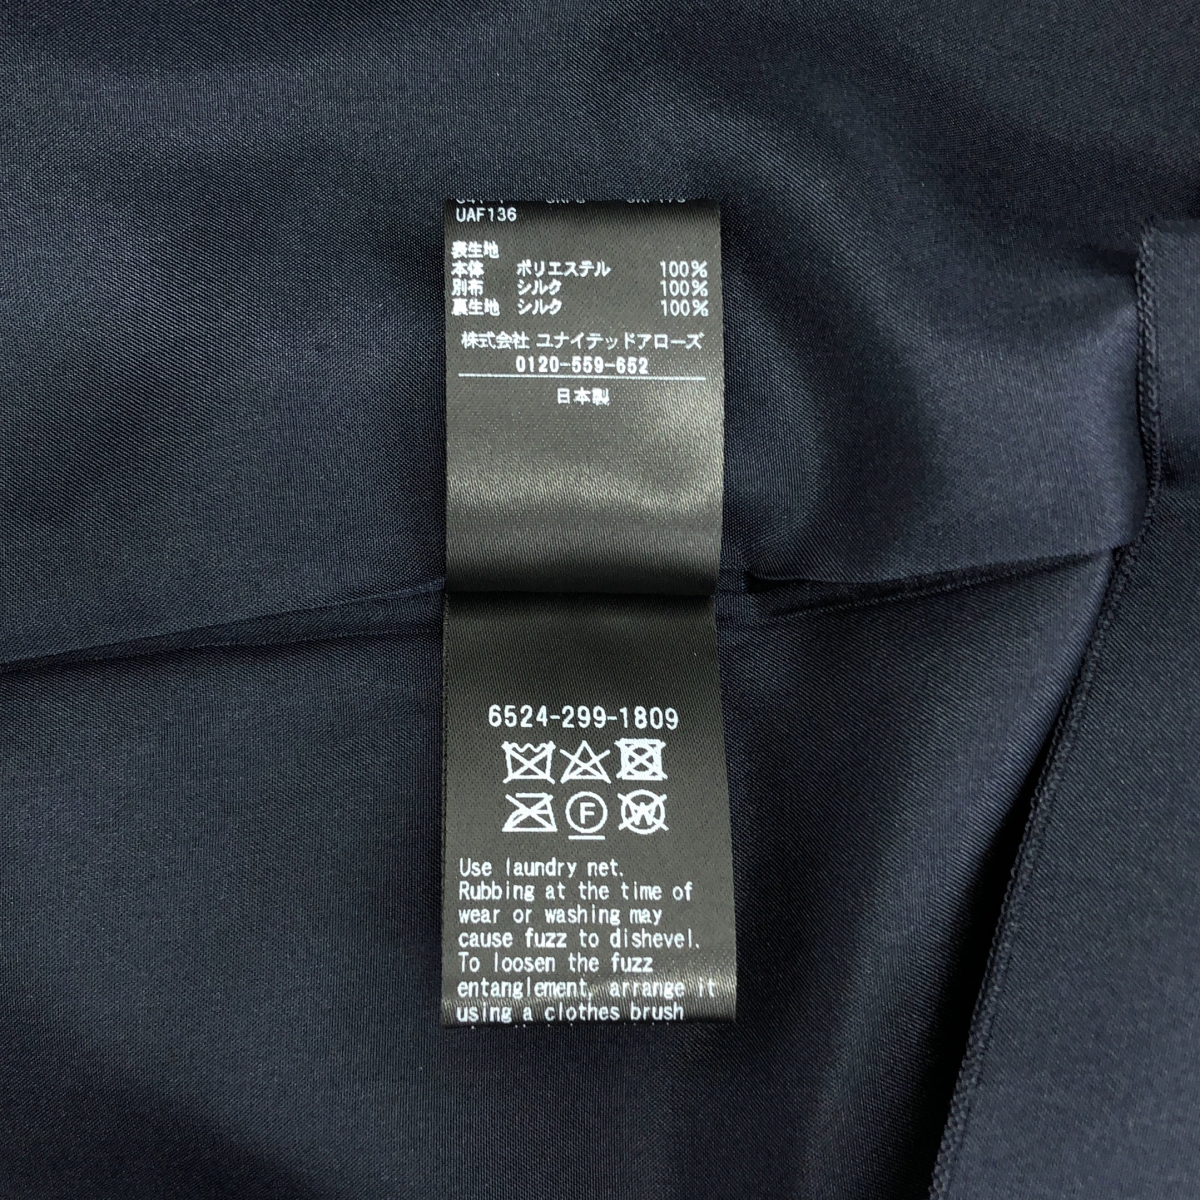 UAF136
表生地
本体 ポリエステル 100%
別布 シルク 100%
裏生地 シルク 100%
株式会社 ユナイテッドアローズ
0120-559-652
日本製
6524-299-1809
F
W
Use laundry net.
Rubbing at the time of
wear or washing may
cause fuzz to dishevel.
To loosen the fuzz
entanglement, arrange it
using a clothes brush